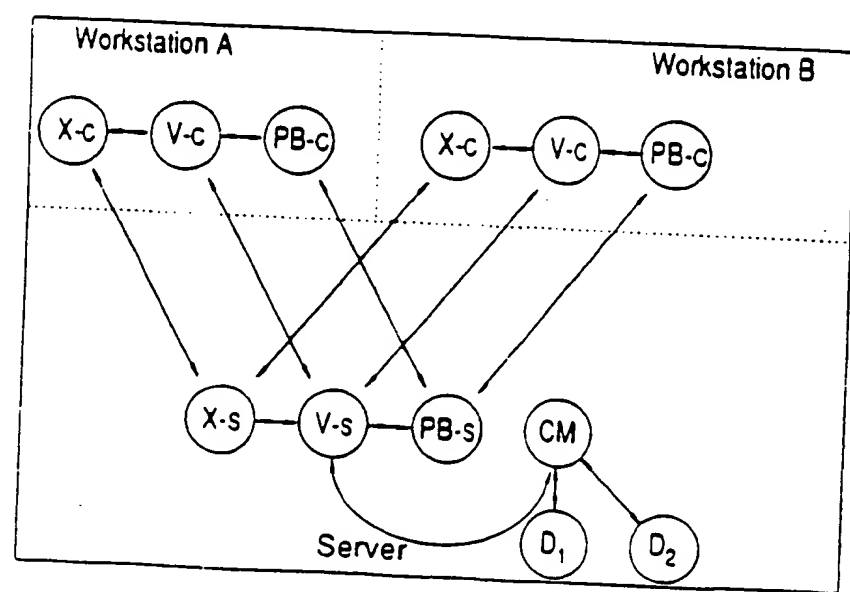 Workstation A
Workstation B
X-c
V-c
PB-c
X-c
V-c
PB-c
X-s
V-s
PB-s
CM
Server
D1
D2